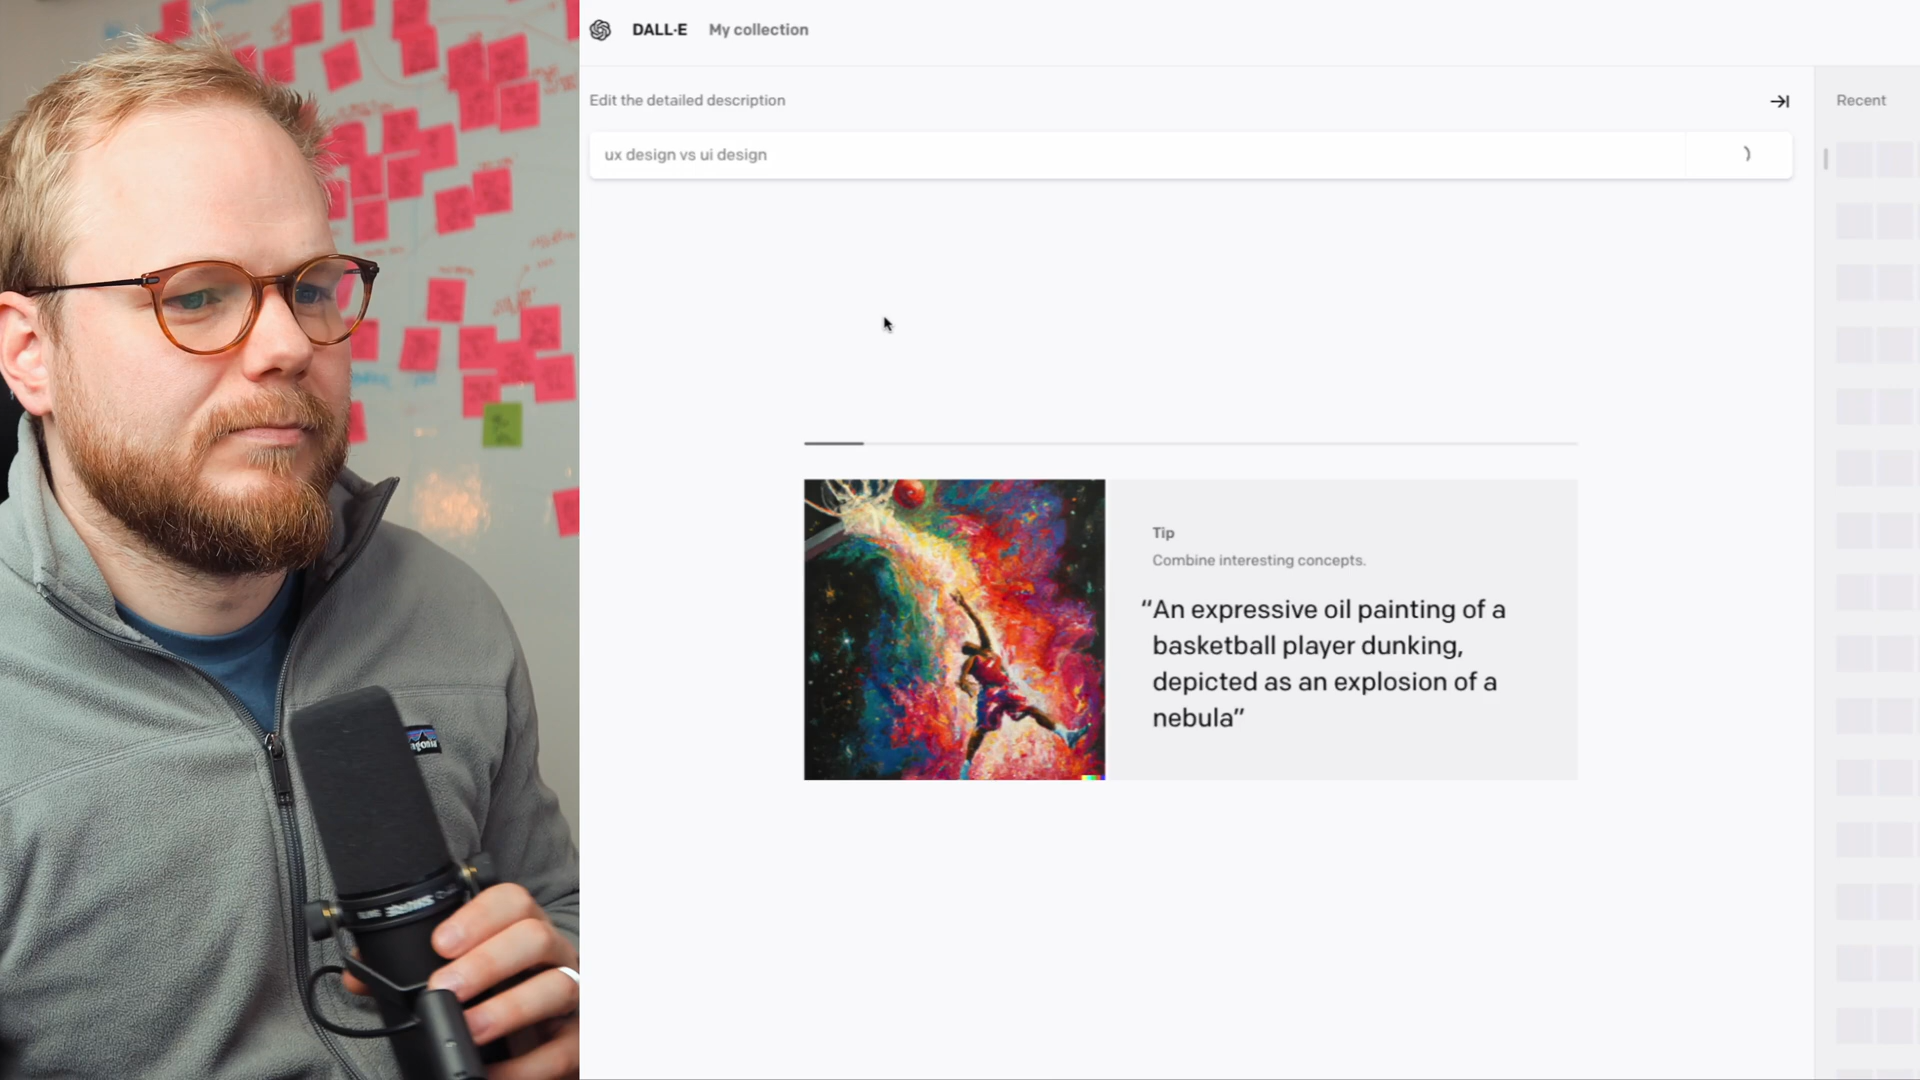 DALL·E My collection
Edit the detailed description
Recent
ux design vs ui design
Tip
Combine interesting concepts.
“An expressive oil painting of a
basketball player dunking,
depicted as an explosion of a
nebula”
SHURE